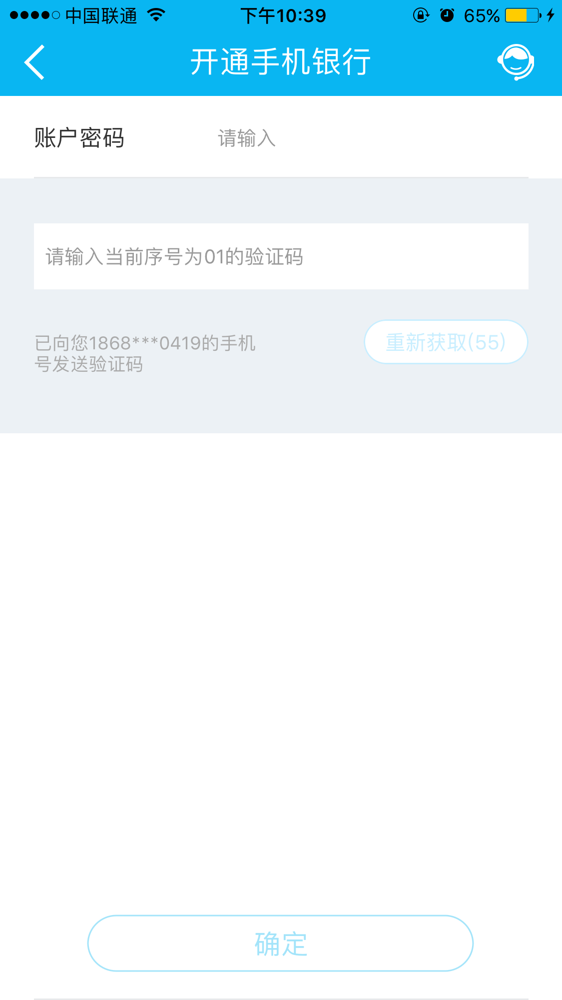 中国联通 下午10:39 65%
开通手机银行
账户密码 请输入
请输入当前序号为01的验证码
已向您1868***0419的手机
号发送验证码
重新获取(55)
确定